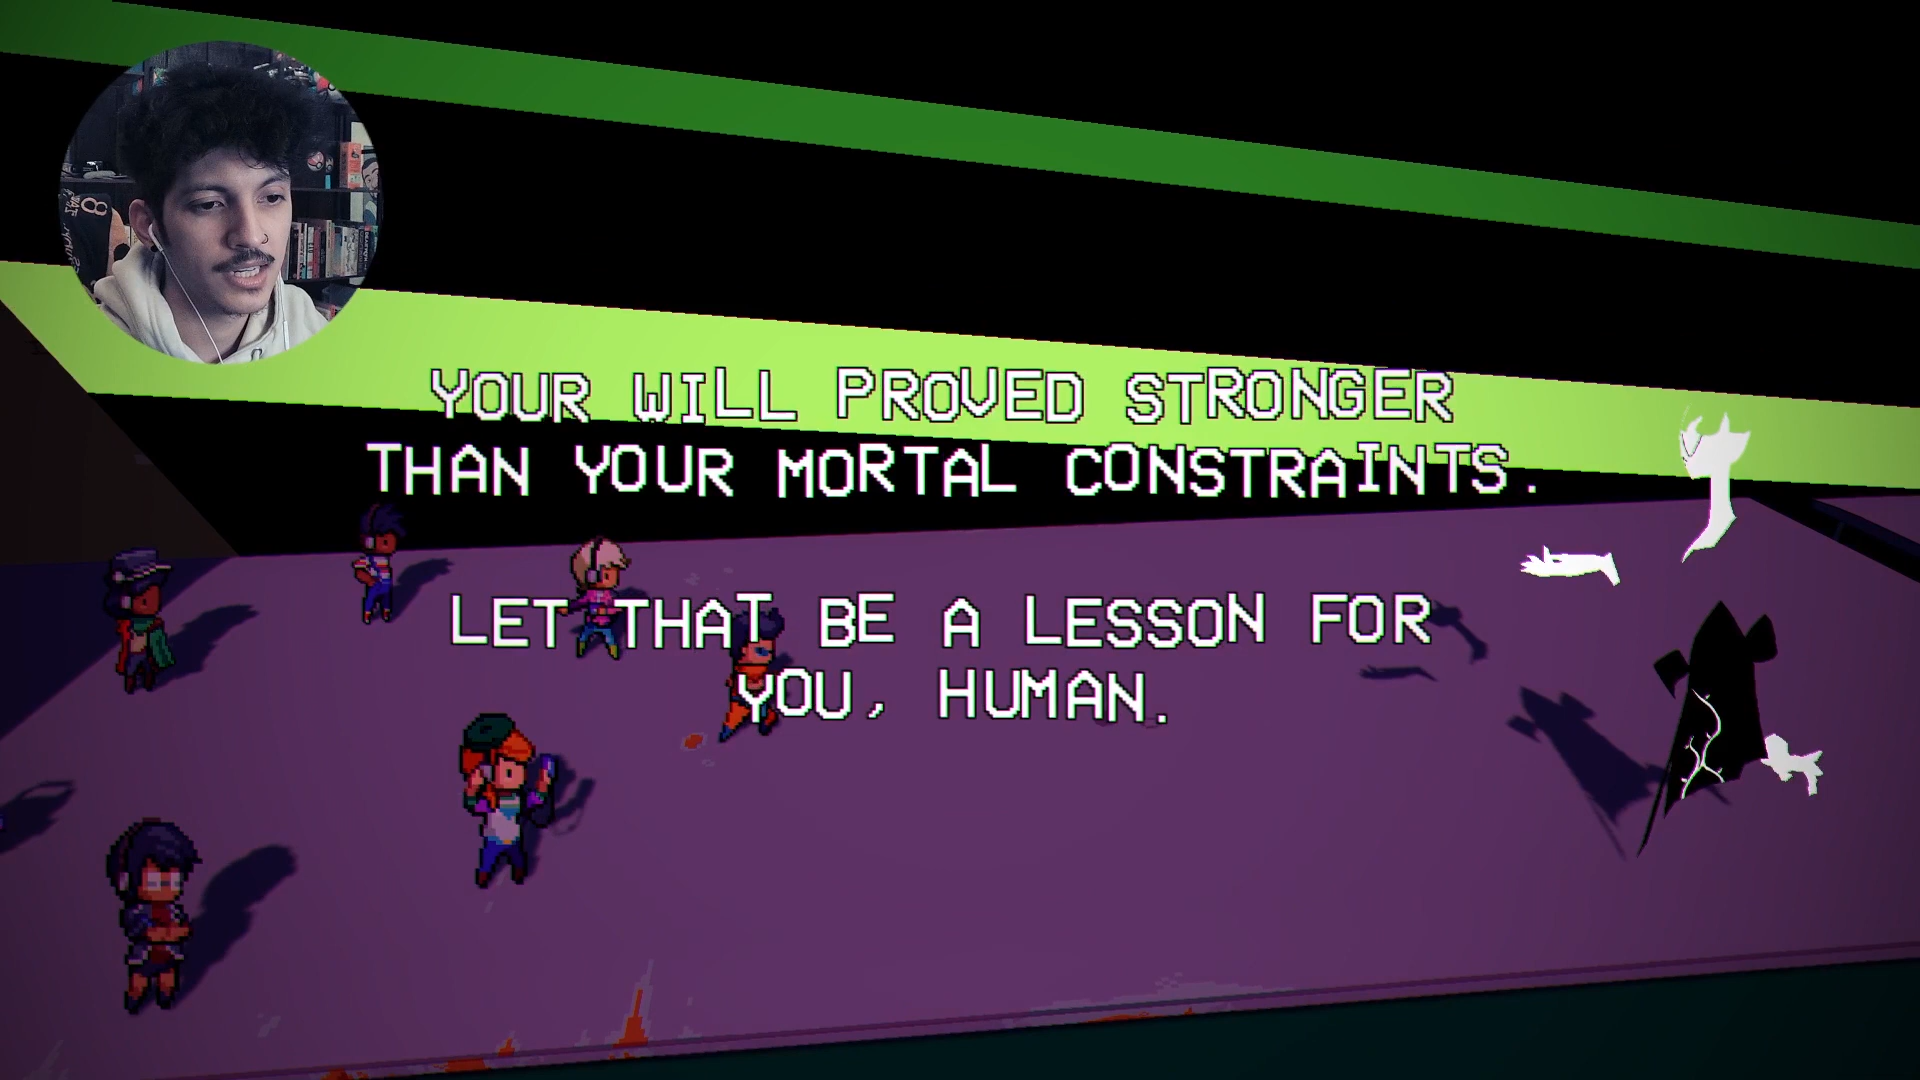 YOUR WILL PROVED STRONGER
THAN YOUR MORTAL CONSTRAINTS.
LET THAT BE A LESSON FOR
YOU, HUMAN.